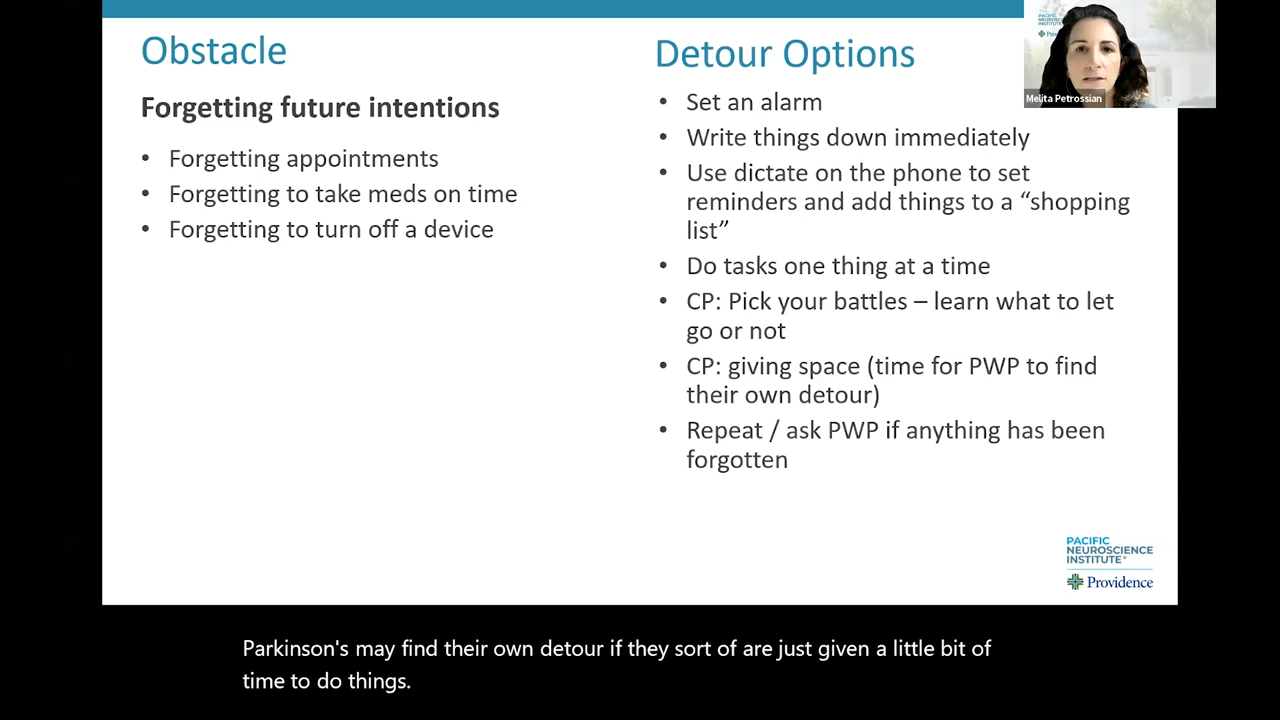 Obstacle
Forgetting future intentions
• Forgetting appointments
• Forgetting to take meds on time
• Forgetting to turn off a device
Detour Options
• Set an alarm
• Write things down immediately
• Use dictate on the phone to set
reminders and add things to a “shopping
list”
• Do tasks one thing at a time
• CP: Pick your battles – learn what to let
go or not
• CP: giving space (time for PWP to find
their own detour)
• Repeat / ask PWP if anything has been
forgotten
PACIFIC
NEUROSCIENCE
INSTITUTE
Melita Petrossian
PACIFIC
NEUROSCIENCE
INSTITUTE®
Providence
Parkinson's may find their own detour if they sort of are just given a little bit of
time to do things.